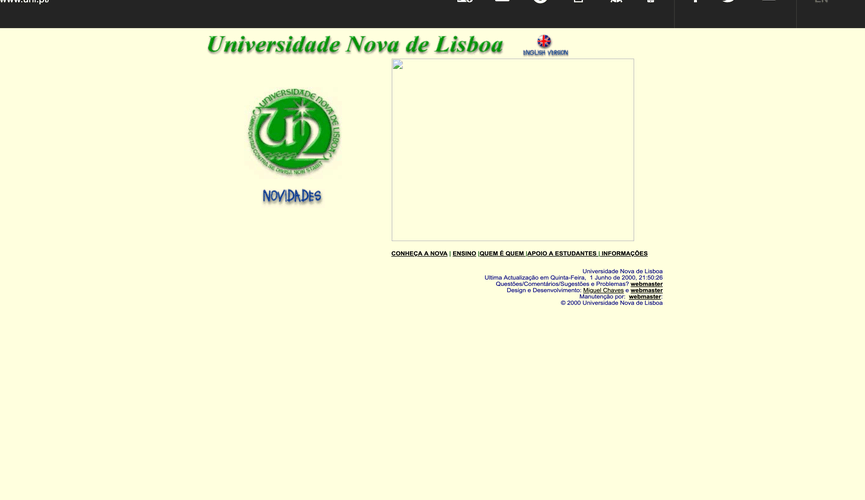 www.unl.pt/
EN
Universidade Nova de Lisboa
ENGLISH VERSION
UNIVERSIDADE NOVA DE LISBOA
NOVIDADES
CONHEÇA A NOVA | ENSINO |QUEM É QUEM |APOIO A ESTUDANTES | INFORMAÇÕES
Universidade Nova de Lisboa
Ultima Actualização em Quinta-Feira, 1 Junho de 2000, 21:50:26
Questões/Comentários/Sugestões e Problemas? webmaster
Design e Desenvolvimento: Miguel Chaves e webmaster
Manutenção por: webmaster.
© 2000 Universidade Nova de Lisboa